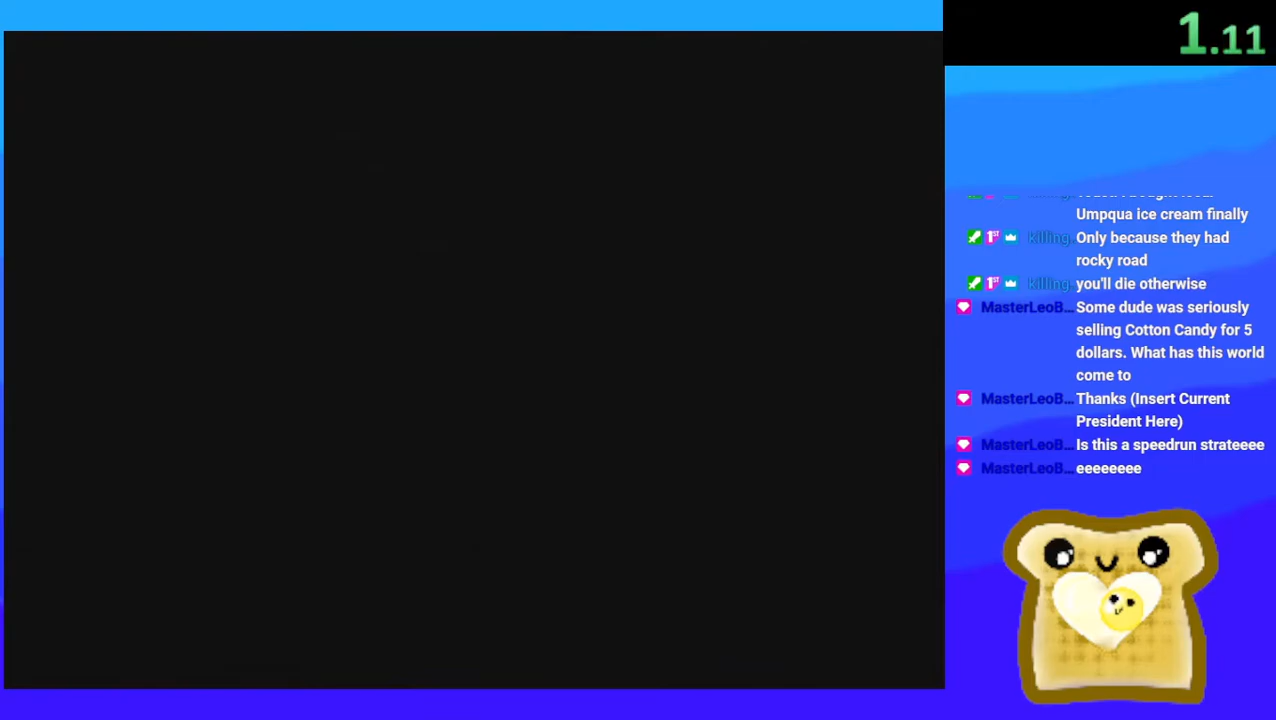 1.11
Umpqua ice cream finally
killing. Only because they had
rocky road
killing. you'll die otherwise
MasterLeoB… Some dude was seriously
selling Cotton Candy for 5
dollars. What has this world
come to
MasterLeoB… Thanks (Insert Current
President Here)
MasterLeoB… Is this a speedrun strateeee
MasterLeoB… eeeeeeee